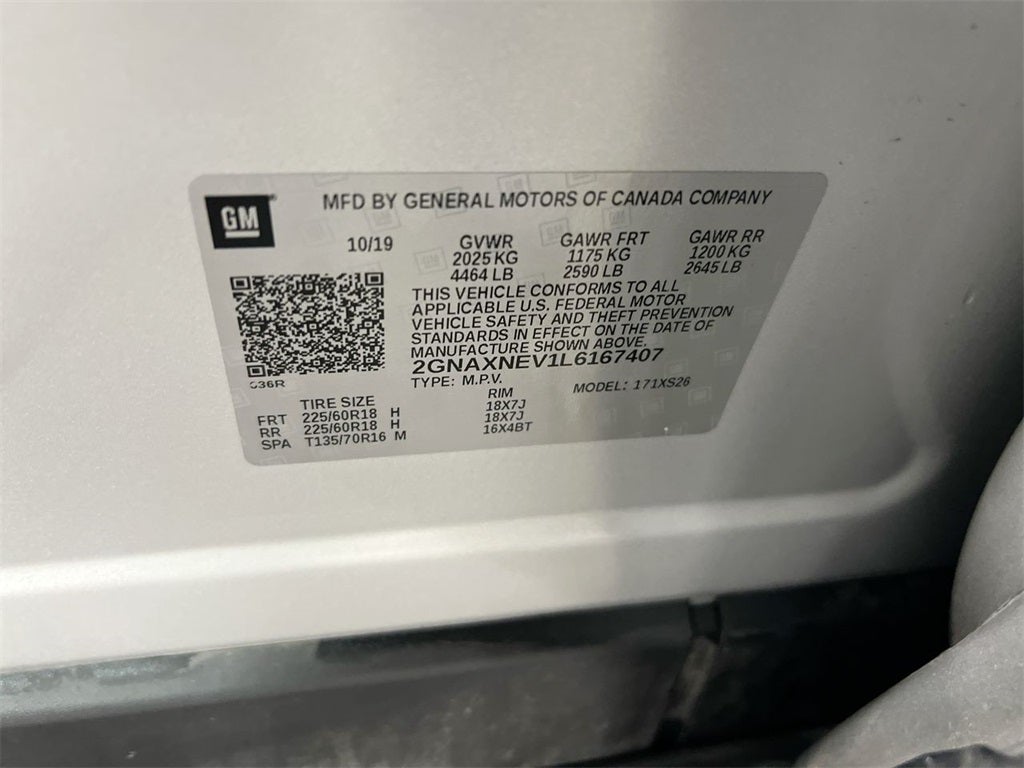 GM
MFD BY GENERAL MOTORS OF CANADA COMPANY
10/19 GVWR GAWR FRT GAWR RR
2025 KG 1175 KG 1200 KG
4464 LB 2590 LB 2645 LB
THIS VEHICLE CONFORMS TO ALL
APPLICABLE U.S. FEDERAL MOTOR
VEHICLE SAFETY AND THEFT PREVENTION
STANDARDS IN EFFECT ON THE DATE OF
MANUFACTURE SHOWN ABOVE.
2GNAXNEV1L6167407
TYPE: M.P.V. MODEL: 171XS26
TIRE SIZE RIM
FRT 225/60R18 H 18X7J
RR 225/60R18 H 18X7J
SPA T135/70R16 M 16X4BT